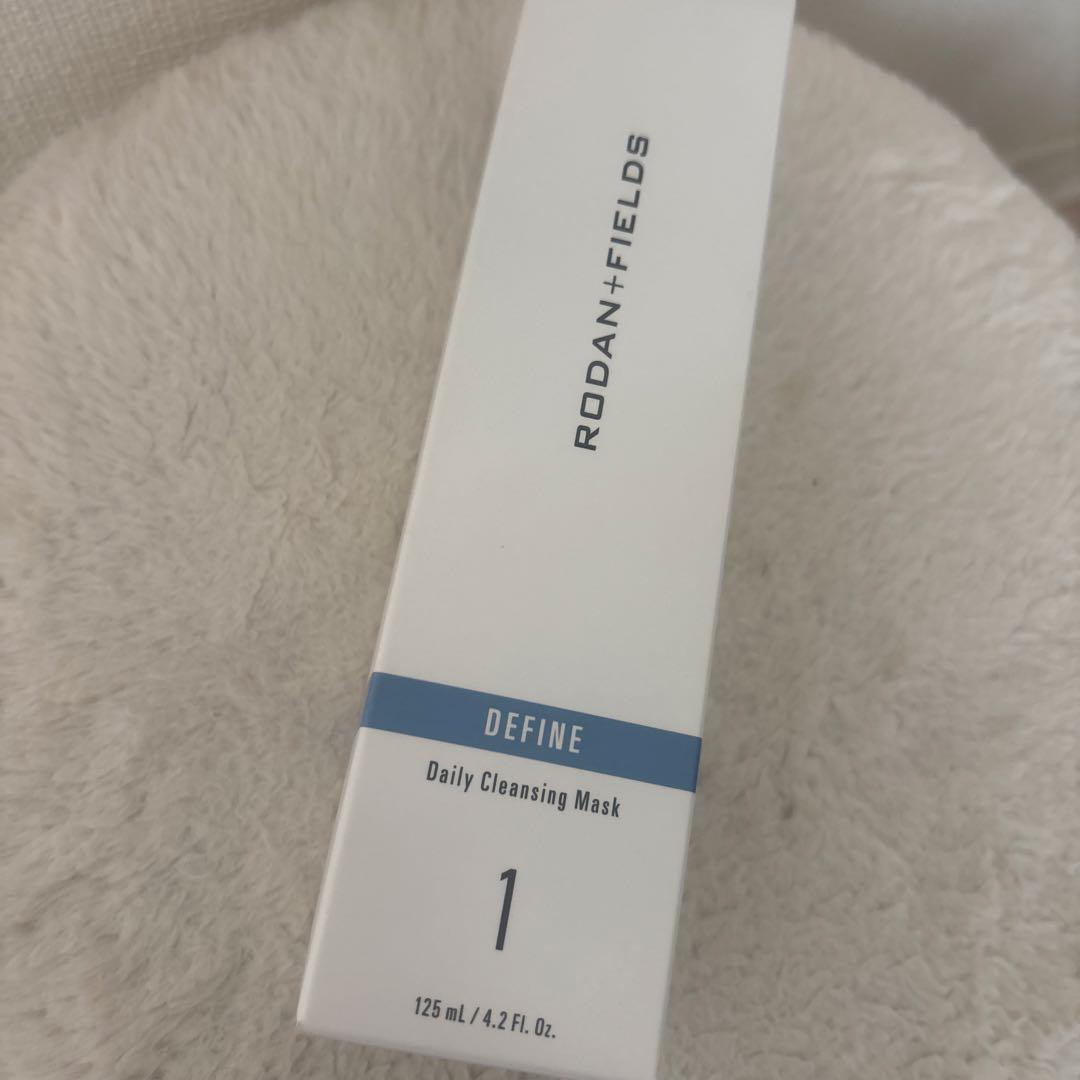 RODAN+FIELDS
DEFINE
Daily Cleansing Mask
1
125 mL / 4.2 Fl. Oz.